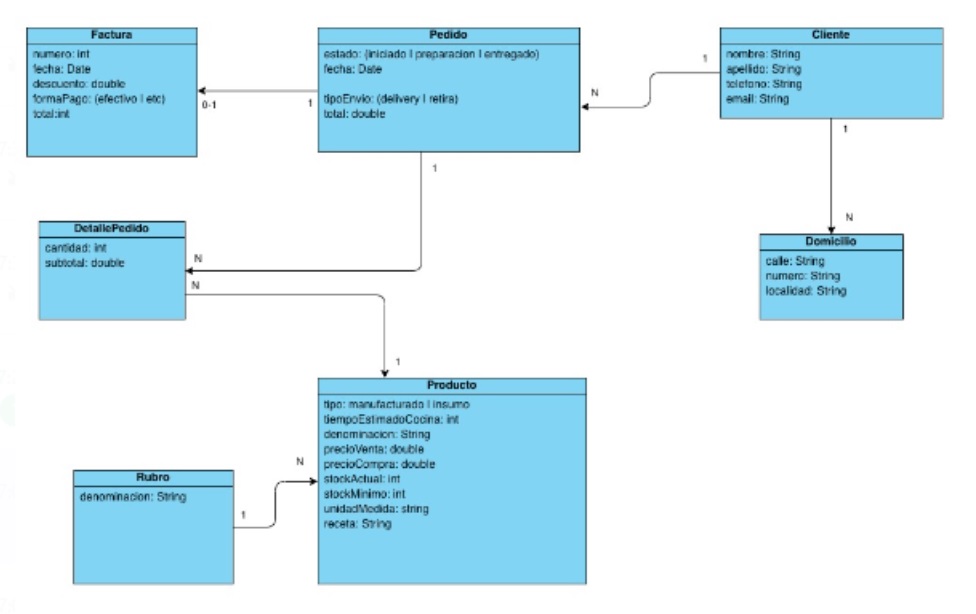 Factura
numero: int
fecha: Date
descuento: double
formaPago: (efectivo | etc)
total:int
0-1
1
Pedido
estado: (iniciado | preparacion | entregado)
fecha: Date
tipoEnvio: (delivery | retira)
total: double
N
1
Cliente
nombre: String
apellido: String
telefono: String
email: String
1
N
1
DetallePedido
cantidad: int
subtotal: double
N
N
Domicilio
calle: String
numero: String
localidad: String
1
Producto
tipo: manufacturado | insumo
tiempoEstimadoCocina: int
denominacion: String
precioVenta: double
precioCompra: double
stockActual: int
stockMinimo: int
unidadMedida: string
receta: String
Rubro
denominacion: String
1
N